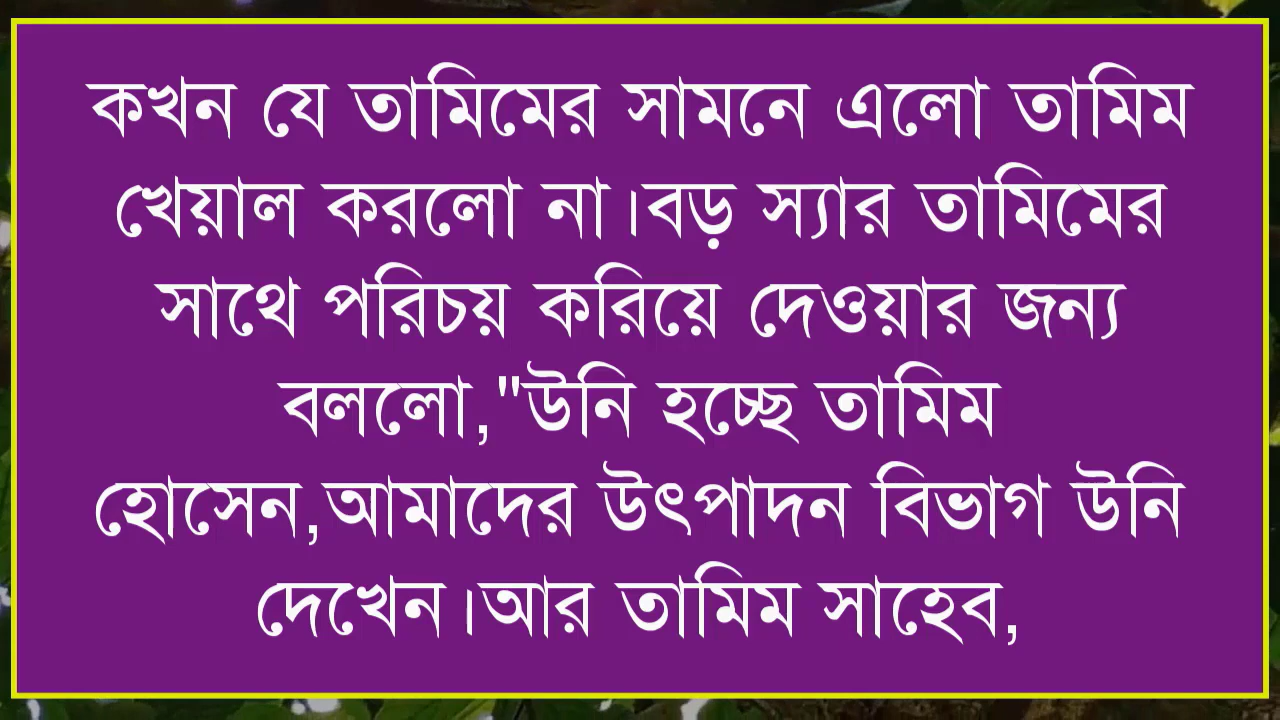 কখন যে তামিমের সামনে এলো তামিম
খেয়াল করলো না।বড় স্যার তামিমের
সাথে পরিচয় করিয়ে দেওয়ার জন্য
বললো,"উনি হচ্ছে তামিম
হোসেন,আমাদের উৎপাদন বিভাগ উনি
দেখেন।আর তামিম সাহেব,